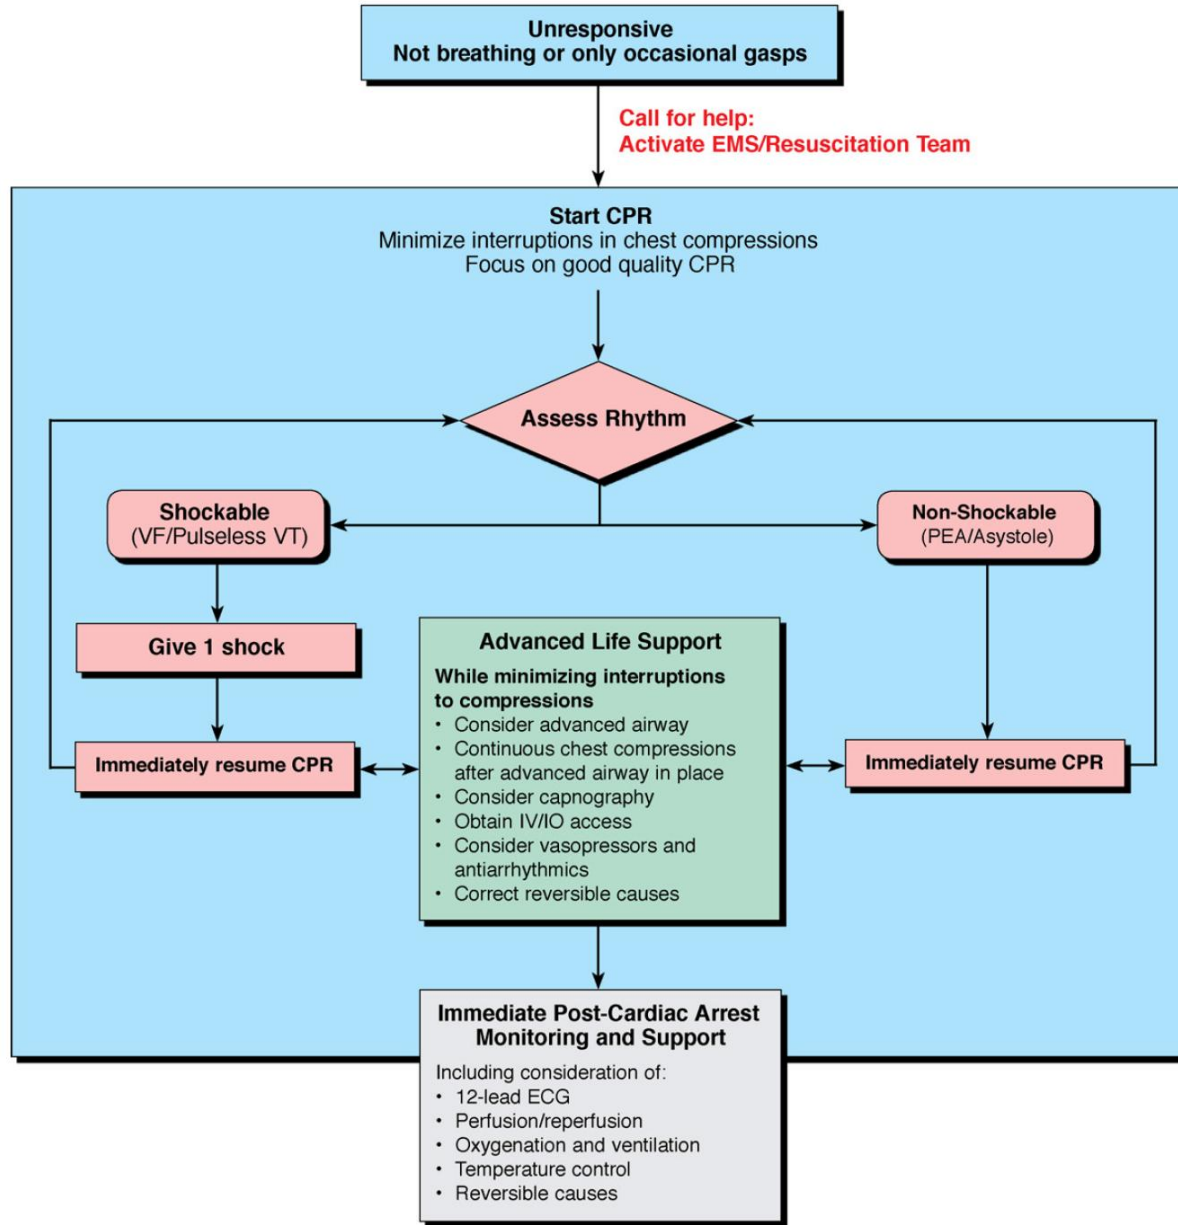 Unresponsive
Not breathing or only occasional gasps
Call for help:
Activate EMS/Resuscitation Team
Start CPR
Minimize interruptions in chest compressions
Focus on good quality CPR
Assess Rhythm
Shockable
(VF/Pulseless VT)
Non-Shockable
(PEA/Asystole)
Give 1 shock
Immediately resume CPR
Advanced Life Support
While minimizing interruptions
to compressions
• Consider advanced airway
• Continuous chest compressions
after advanced airway in place
• Consider capnography
• Obtain IV/IO access
• Consider vasopressors and
antiarrhythmics
• Correct reversible causes
Immediately resume CPR
Immediate Post-Cardiac Arrest
Monitoring and Support
Including consideration of:
• 12-lead ECG
• Perfusion/reperfusion
• Oxygenation and ventilation
• Temperature control
• Reversible causes